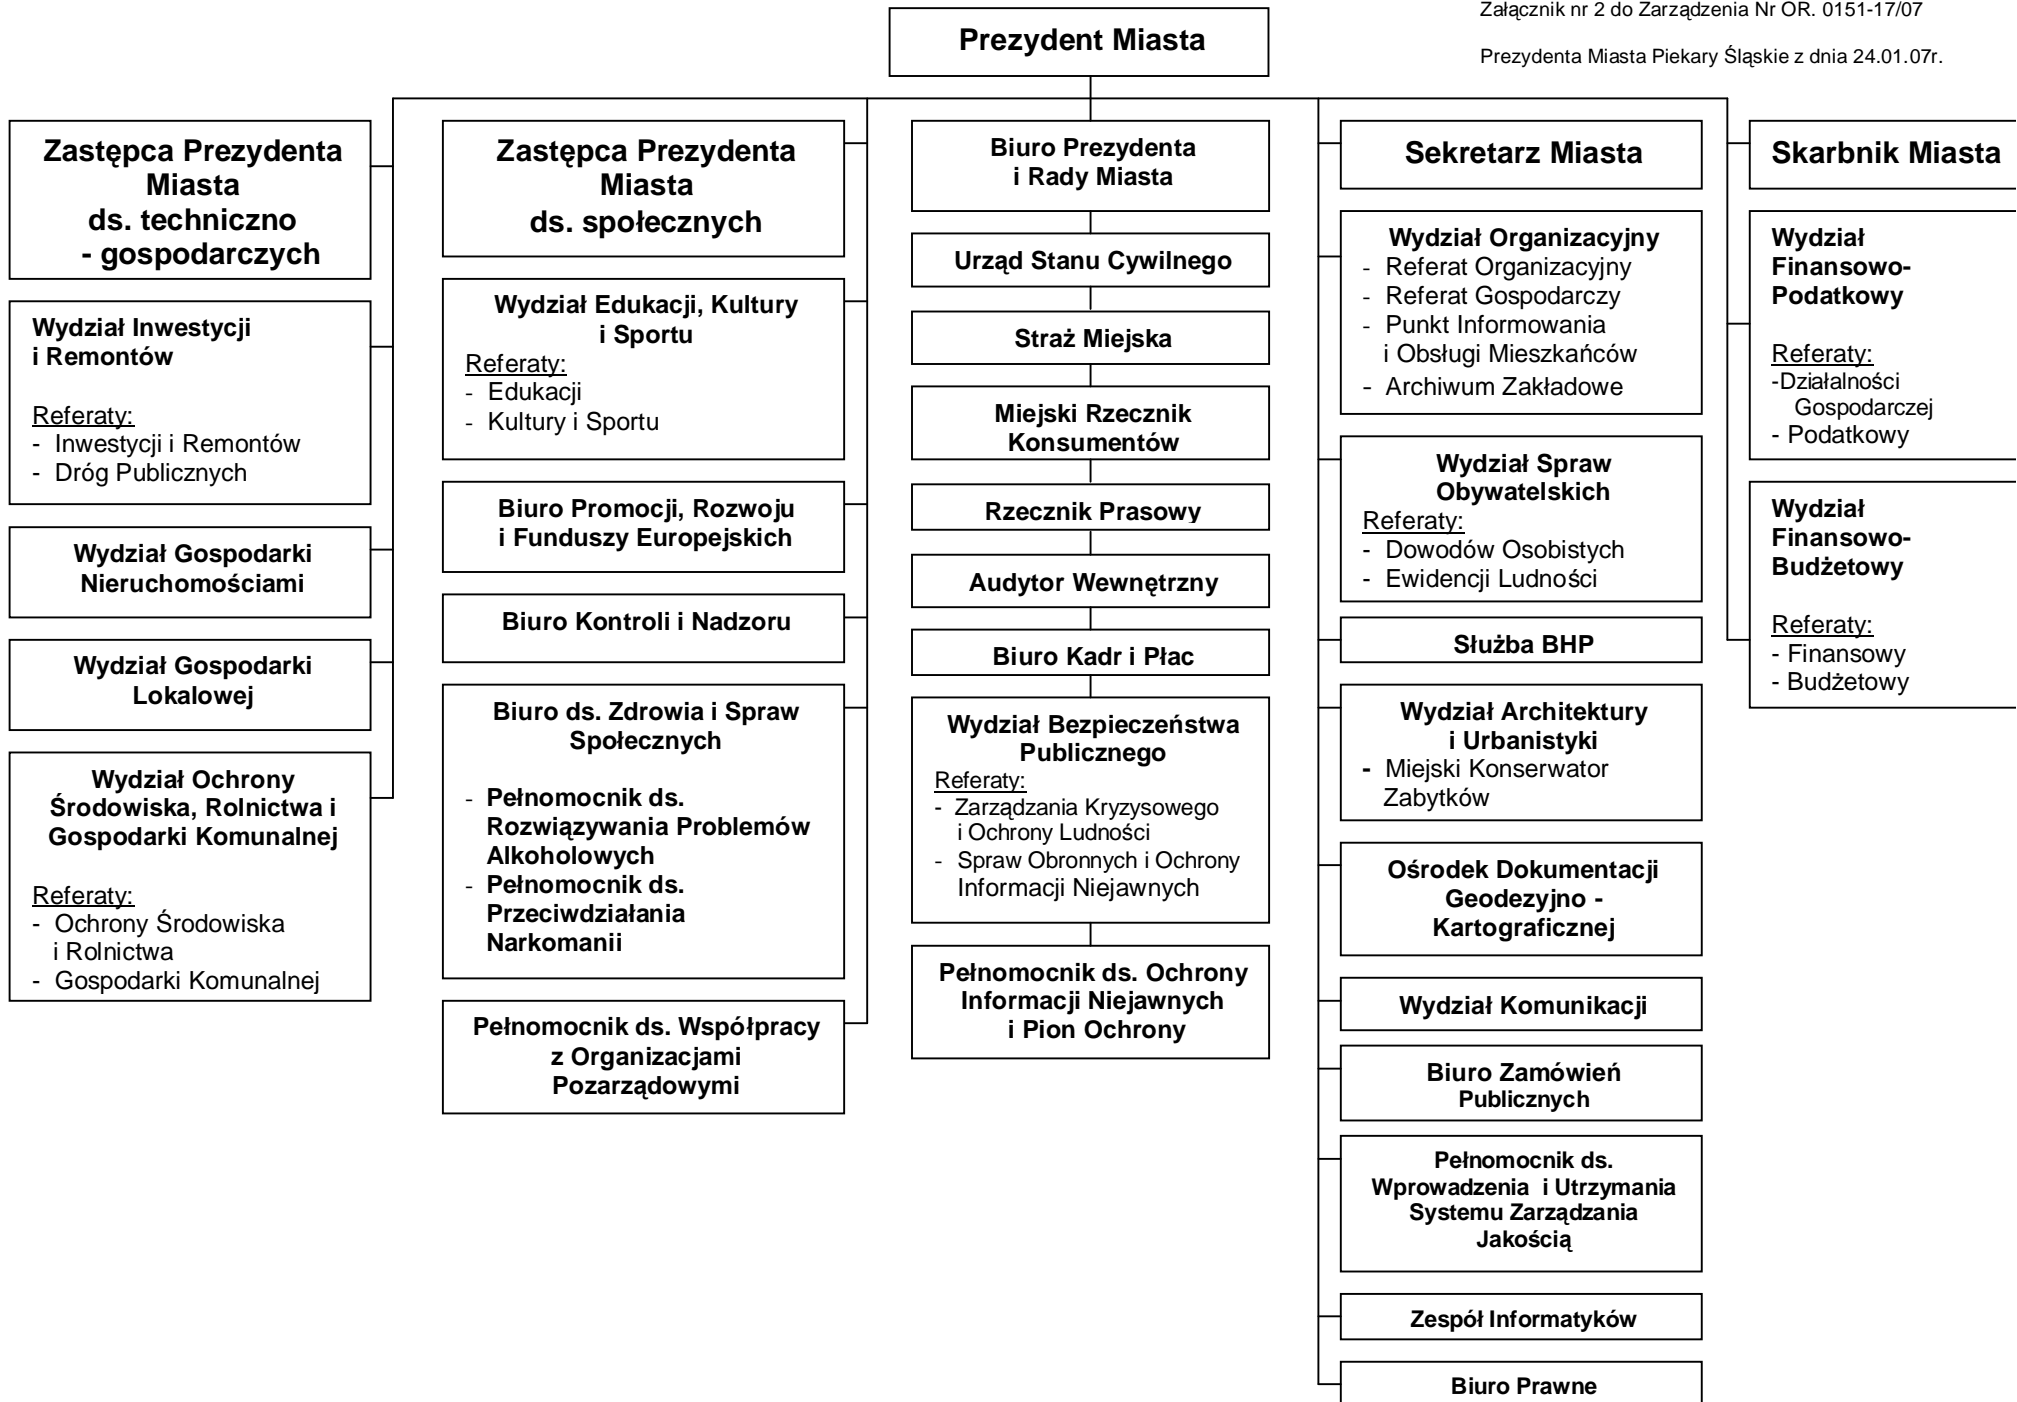 Załącznik nr 2 do Zarządzenia Nr OR. 0151-17/07
Prezydenta Miasta Piekary Śląskie z dnia 24.01.07r.
Prezydent Miasta
Zastępca Prezydenta
Miasta
ds. techniczno
- gospodarczych
Wydział Inwestycji
i Remontów
Referaty:
- Inwestycji i Remontów
- Dróg Publicznych
Wydział Gospodarki
Nieruchomościami
Wydział Gospodarki
Lokalowej
Wydział Ochrony
Środowiska, Rolnictwa i
Gospodarki Komunalnej
Referaty:
- Ochrony Środowiska
i Rolnictwa
- Gospodarki Komunalnej
Zastępca Prezydenta
Miasta
ds. społecznych
Wydział Edukacji, Kultury
i Sportu
Referaty:
- Edukacji
- Kultury i Sportu
Biuro Promocji, Rozwoju
i Funduszy Europejskich
Biuro Kontroli i Nadzoru
Biuro ds. Zdrowia i Spraw
Społecznych
- Pełnomocnik ds.
Rozwiązywania Problemów
Alkoholowych
- Pełnomocnik ds.
Przeciwdziałania
Narkomanii
Pełnomocnik ds. Współpracy
z Organizacjami
Pozarządowymi
Biuro Prezydenta
i Rady Miasta
Urząd Stanu Cywilnego
Straż Miejska
Miejski Rzecznik
Konsumentów
Rzecznik Prasowy
Audytor Wewnętrzny
Biuro Kadr i Płac
Wydział Bezpieczeństwa
Publicznego
Referaty:
- Zarządzania Kryzysowego
i Ochrony Ludności
- Spraw Obronnych i Ochrony
Informacji Niejawnych
Pełnomocnik ds. Ochrony
Informacji Niejawnych
i Pion Ochrony
Sekretarz Miasta
Wydział Organizacyjny
- Referat Organizacyjny
- Referat Gospodarczy
- Punkt Informowania
i Obsługi Mieszkańców
- Archiwum Zakładowe
Wydział Spraw
Obywatelskich
Referaty:
- Dowodów Osobistych
- Ewidencji Ludności
Służba BHP
Wydział Architektury
i Urbanistyki
- Miejski Konserwator
Zabytków
Ośrodek Dokumentacji
Geodezyjno -
Kartograficznej
Wydział Komunikacji
Biuro Zamówień
Publicznych
Pełnomocnik ds.
Wprowadzenia i Utrzymania
Systemu Zarządzania
Jakością
Zespół Informatyków
Biuro Prawne
Skarbnik Miasta
Wydział
Finansowo-
Podatkowy
Referaty:
-Działalności
Gospodarczej
- Podatkowy
Wydział
Finansowo-
Budżetowy
Referaty:
- Finansowy
- Budżetowy